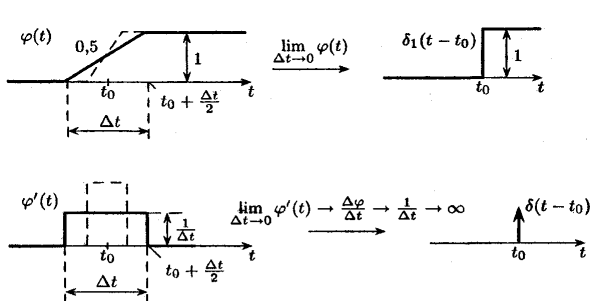 φ(t)
0,5
1
t₀
t₀ + Δt/2
t
Δt
lim φ(t)
Δt→0
δ₁(t − t₀)
1
t₀
t
φ′(t)
1/Δt
t₀
t₀ + Δt/2
t
Δt
lim φ′(t) → Δφ/Δt → 1/Δt → ∞
Δt→0
δ(t − t₀)
t₀
t